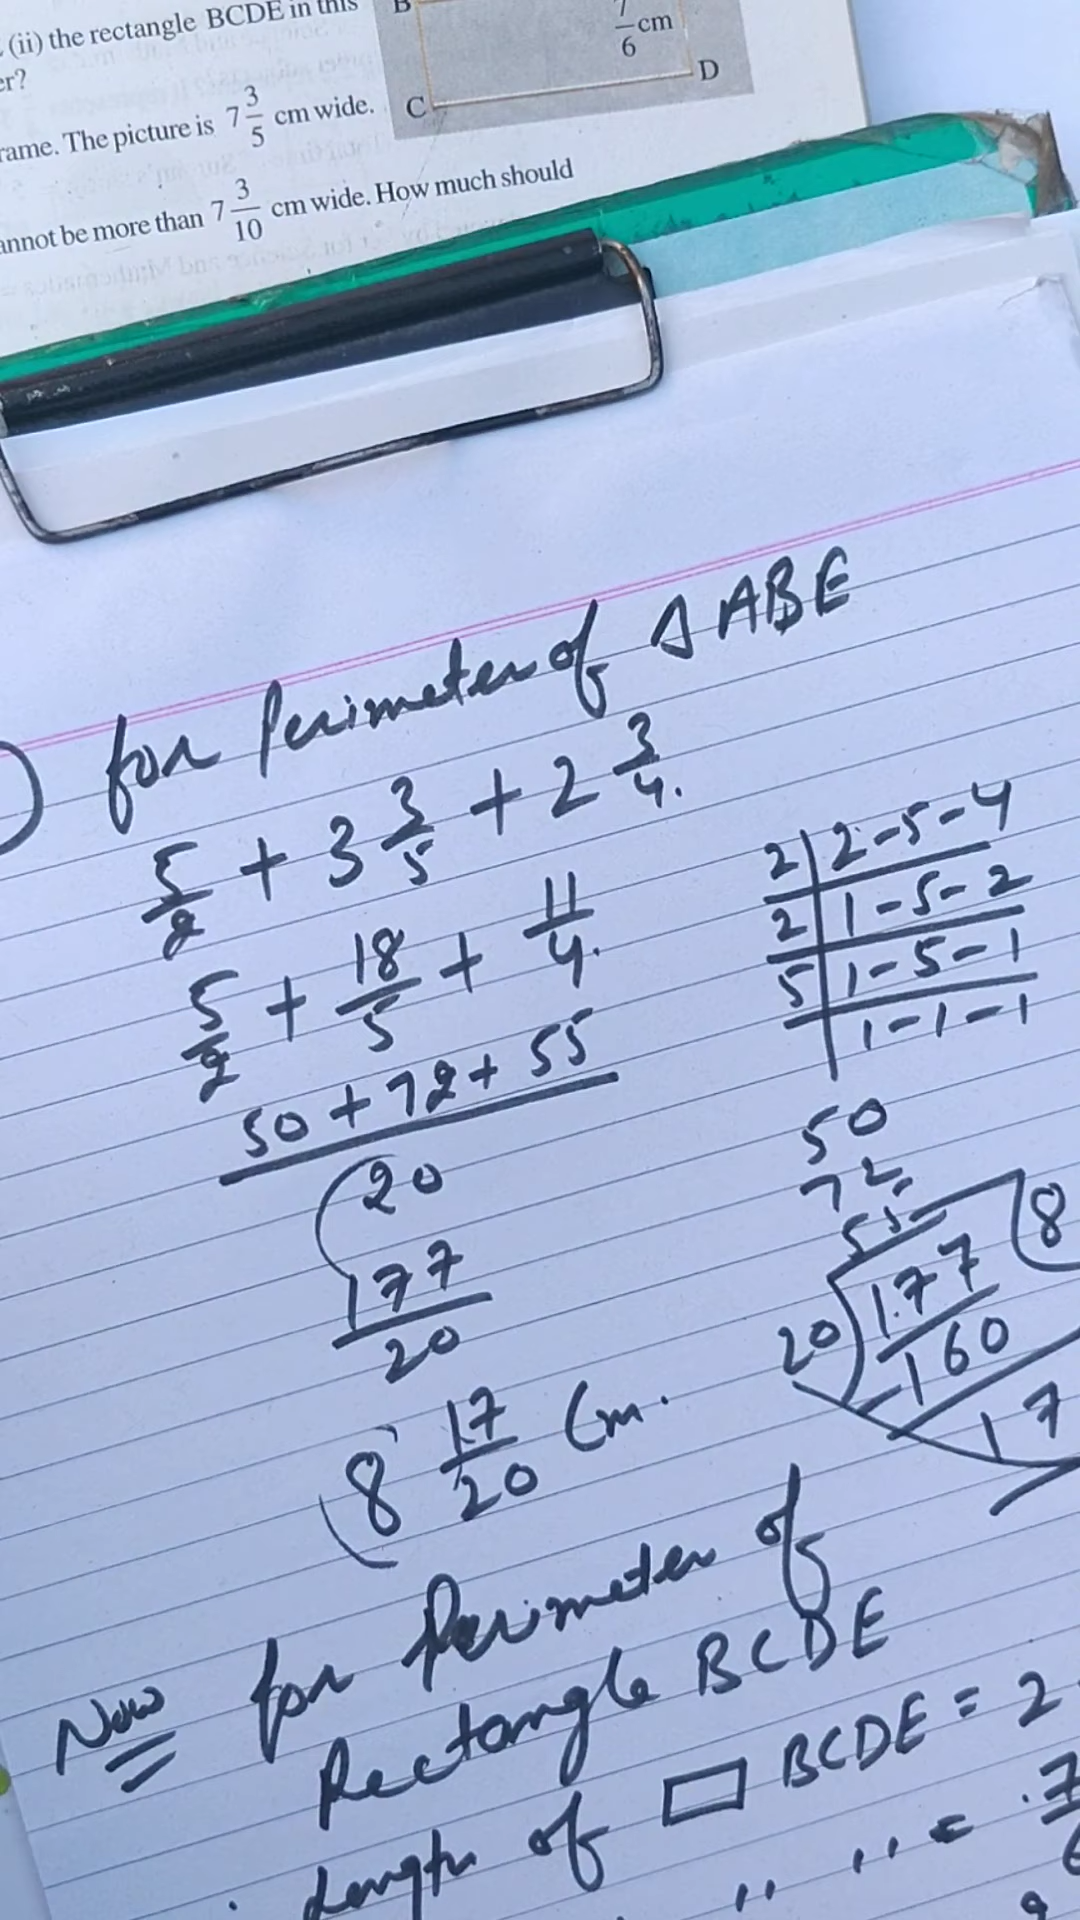 (ii) the rectangle BCDE in this
er?
B
7/6 cm
D
C
rame. The picture is 7 3/5 cm wide.
annot be more than 7 3/10 cm wide. How much should
for Perimeter of Δ ABE
5/2 + 3 3/5 + 2 3/4.
5/2 + 18/5 + 11/4.
50 + 72 + 55
20
177/20
8 17/20 Cm.
2 | 2 - 5 - 4
2 | 1 - 5 - 2
5 | 1 - 5 - 1
1 - 1 - 1
50
72
55
20) 177 (8
160
17
Now for Perimeter of
Rectangle BCDE
Length of ▭ BCDE = 2
,, ,, = 7